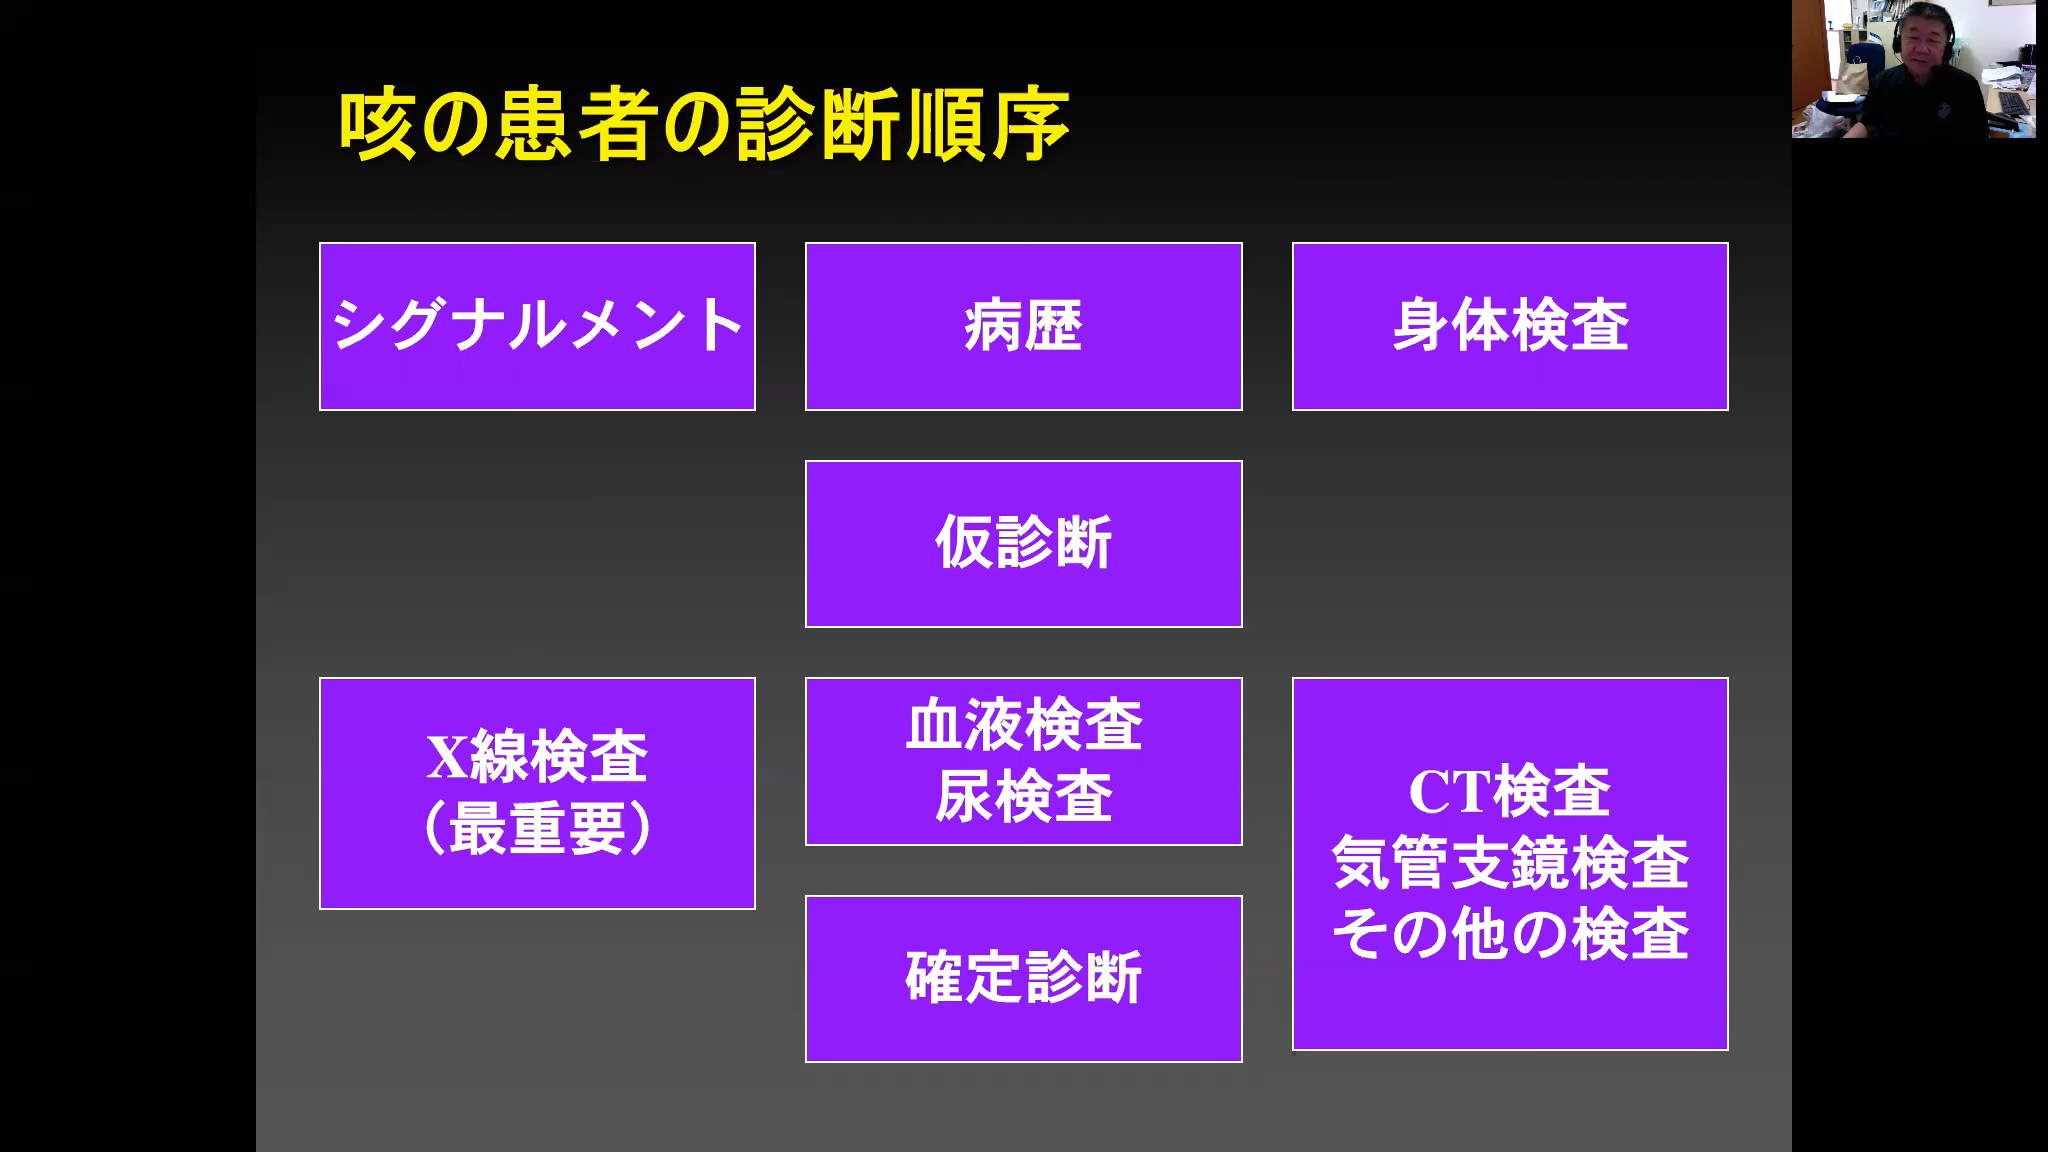 咳の患者の診断順序
シグナルメント
病歴
身体検査
仮診断
X線検査
（最重要）
血液検査
尿検査
CT検査
気管支鏡検査
その他の検査
確定診断